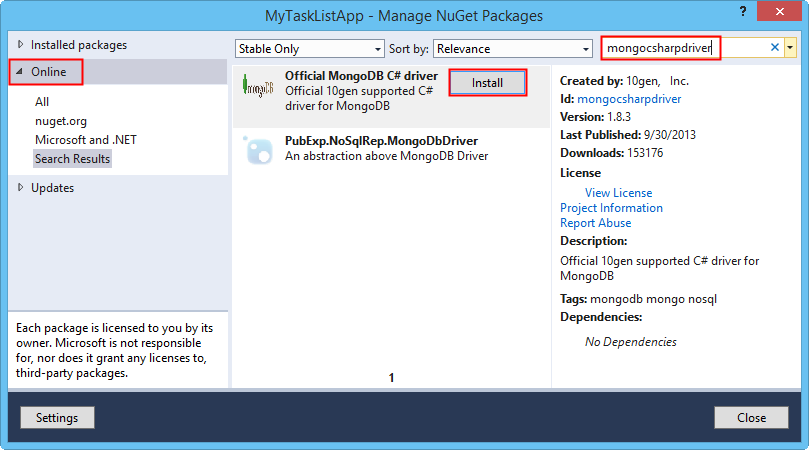 MyTaskListApp - Manage NuGet Packages
?
Installed packages
Online
All
nuget.org
Microsoft and .NET
Search Results
Updates
Each package is licensed to you by its
owner. Microsoft is not responsible
for, nor does it grant any licenses to,
third-party packages.
Stable Only
Sort by:
Relevance
mongocsharpdriver
mongoDB
Official MongoDB C# driver
Official 10gen supported C#
driver for MongoDB
Install
PubExp.NoSqlRep.MongoDbDriver
An abstraction above MongoDB Driver
1
Created by: 10gen, Inc.
Id: mongocsharpdriver
Version: 1.8.3
Last Published: 9/30/2013
Downloads: 153176
License
View License
Project Information
Report Abuse
Description:
Official 10gen supported C# driver for
MongoDB
Tags: mongodb mongo nosql
Dependencies:
No Dependencies
Settings
Close